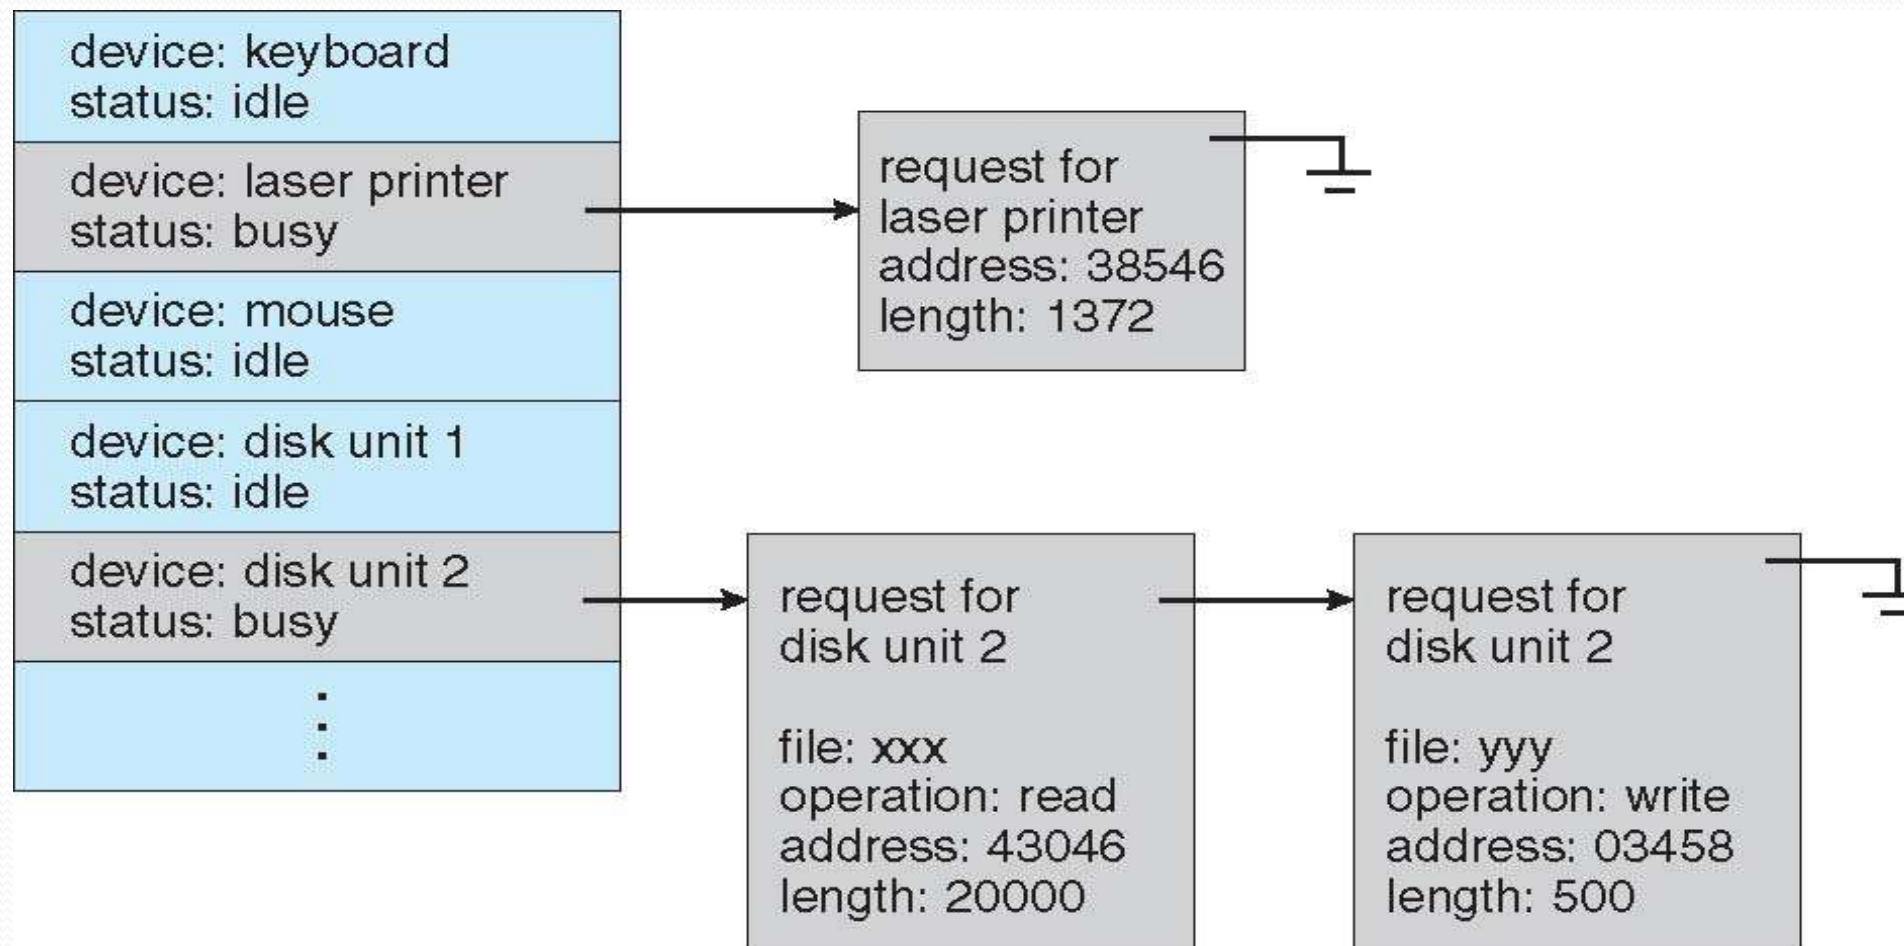 device: keyboard
status: idle
device: laser printer
status: busy
device: mouse
status: idle
device: disk unit 1
status: idle
device: disk unit 2
status: busy
request for
laser printer
address: 38546
length: 1372
request for
disk unit 2
file: xxx
operation: read
address: 43046
length: 20000
request for
disk unit 2
file: yyy
operation: write
address: 03458
length: 500